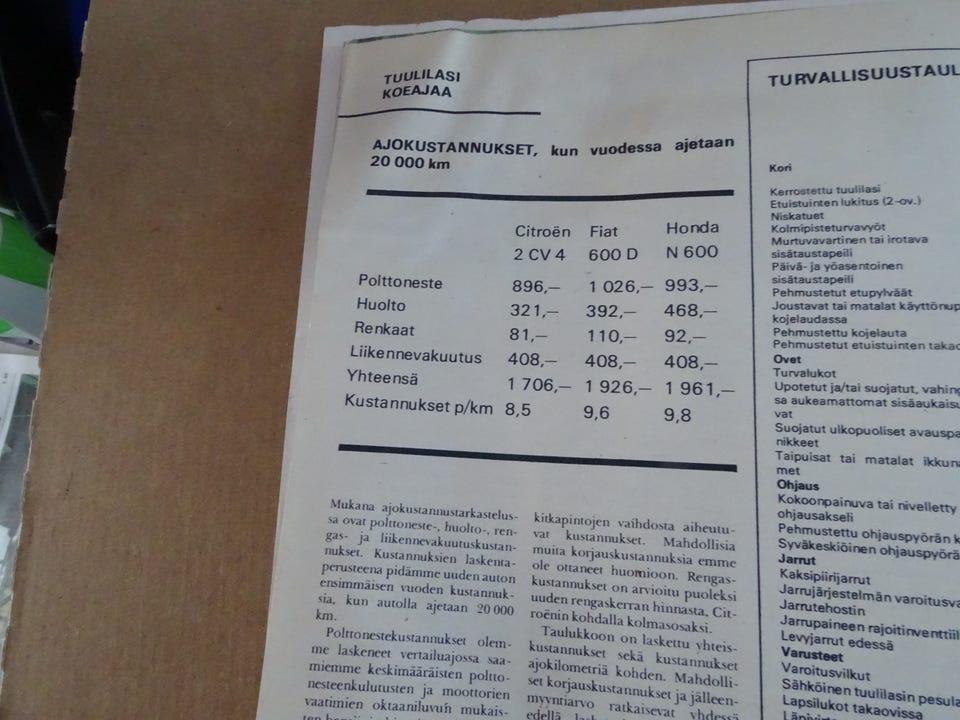 TUULILASI
KOEAJAA
AJOKUSTANNUKSET, kun vuodessa ajetaan
20 000 km
Citroën Fiat Honda
2 CV 4 600 D N 600
Polttoneste 896,— 1 026,— 993,—
Huolto 321,— 392,— 468,—
Renkaat 81,— 110,— 92,—
Liikennevakuutus 408,— 408,— 408,—
Yhteensä 1 706,— 1 926,— 1 961,—
Kustannukset p/km 8,5 9,6 9,8
Mukana ajokustannustarkastelus-
sa ovat polttoneste-, huolto-, ren-
gas- ja liikennevakuutuskustan-
nukset. Kustannuksien laskenta-
perusteena pidämme uuden auton
ensimmäisen vuoden kustannuk-
sia, kun autolla ajetaan 20 000
km.
Polttonestekustannukset olem-
me laskeneet vertailuajossa saa-
miemme keskimääräisten poltto-
nesteenkulutusten ja moottorien
vaatimien oktaanilukujen mukais-
kitkapintojen vaihdosta aiheutu-
vat kustannukset. Mahdollisia
muita korjauskustannuksia emme
ole ottaneet huomioon. Rengas-
kustannukset on arvioitu puoleksi
uuden rengaskerran hinnasta, Cit-
roënin kohdalla kolmasosaksi.
Taulukkoon on laskettu yhteis-
kustannukset sekä kustannukset
ajokilometriä kohden. Mahdolli-
set korjauskustannukset ja jälleen-
myyntiarvo ratkaisevat yhdessä
TURVALLISUUSTAUL
Kori
Kerrostettu tuulilasi
Etuistuinten lukitus (2-ov.)
Niskatuet
Kolmipisteturvavyöt
Murtuvavartinen tai irotava
sisätaustapeili
Päivä- ja yöasentoinen
sisätaustapeili
Pehmustetut etupylväät
Joustavat tai matalat käyttönup
kojelaudassa
Pehmustettu kojelauta
Pehmustetut etuistuinten takao
Ovet
Turvalukot
Upotetut ja/tai suojatut, vahing
sa aukeamattomat sisäaukaisu
vat
Suojatut ulkopuoliset avauspa
nikkeet
Taipuisat tai matalat ikkuna
met
Ohjaus
Kokoonpainuva tai nivelletty
ohjausakseli
Pehmustettu ohjauspyörän k
Syväkeskiöinen ohjauspyörä
Jarrut
Kaksipiirijarrut
Jarrujärjestelmän varoitusva
Jarrutehostin
Jarrupaineen rajoitinventtiil
Levyjarrut edessä
Varusteet
Varoitusvilkut
Sähköinen tuulilasin pesula
Lapsilukot takaovissa